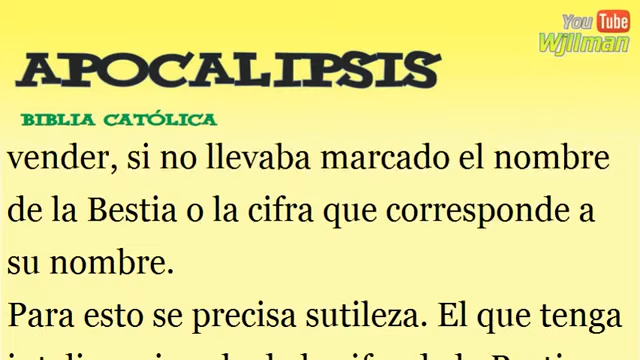 You Tube
Wjllman
APOCALIPSIS
BIBLIA CATÓLICA
vender, si no llevaba marcado el nombre
de la Bestia o la cifra que corresponde a
su nombre.
Para esto se precisa sutileza. El que tenga